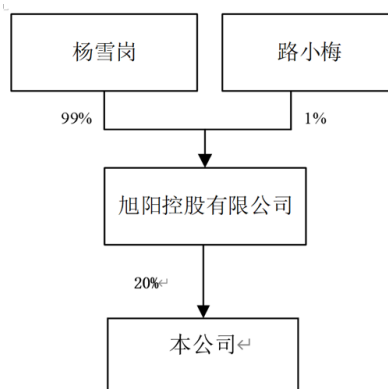 杨雪岗
路小梅
99%
1%
旭阳控股有限公司
20%
本公司